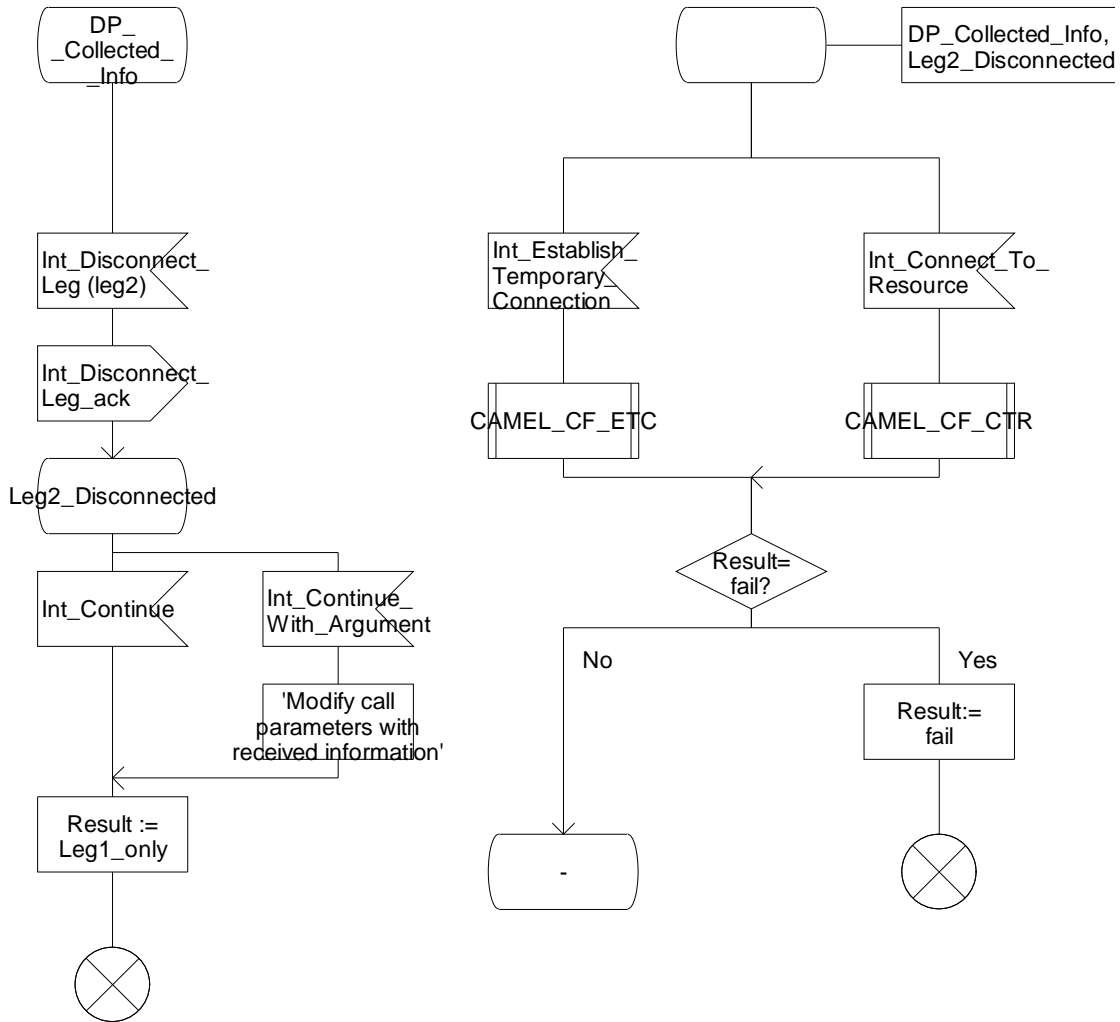 DP_
_Collected_
_Info
Int_Disconnect_
Leg (leg2)
Int_Disconnect_
Leg_ack
Leg2_Disconnected
Int_Continue
Int_Continue_
With_Argument
'Modify call
parameters with
received information'
Result :=
Leg1_only
DP_Collected_Info,
Leg2_Disconnected
Int_Establish_
Temporary_
Connection
Int_Connect_To_
Resource
CAMEL_CF_ETC
CAMEL_CF_CTR
Result=
fail?
No
Yes
Result:=
fail
-